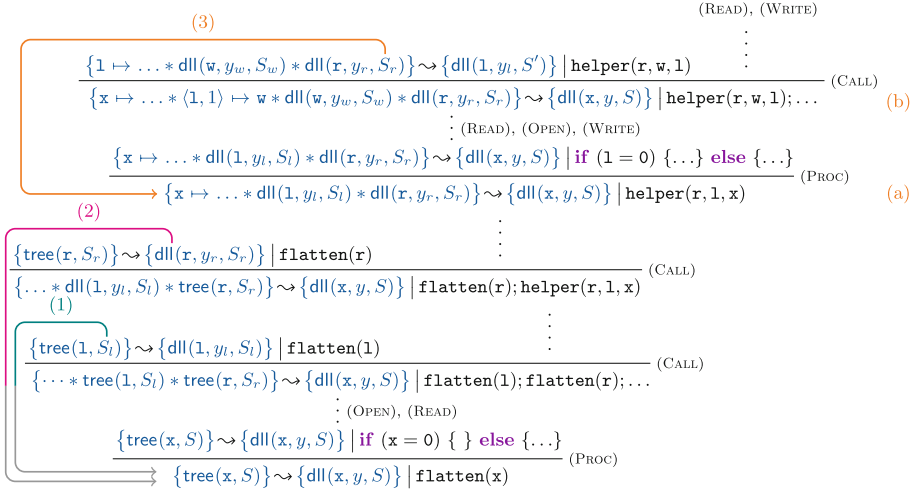 (READ), (WRITE)
(3)
{l ↦ … ∗ dll(w, y_w, S_w) ∗ dll(r, y_r, S_r)} ⇝ {dll(l, y_l, S′)} | helper(r, w, l)
(CALL)
{x ↦ … ∗ ⟨l, 1⟩ ↦ w ∗ dll(w, y_w, S_w) ∗ dll(r, y_r, S_r)} ⇝ {dll(x, y, S)} | helper(r, w, l); …
(b)
(READ), (OPEN), (WRITE)
{x ↦ … ∗ dll(l, y_l, S_l) ∗ dll(r, y_r, S_r)} ⇝ {dll(x, y, S)} | if (l = 0) {…} else {…}
(PROC)
{x ↦ … ∗ dll(l, y_l, S_l) ∗ dll(r, y_r, S_r)} ⇝ {dll(x, y, S)} | helper(r, l, x)
(a)
(2)
{tree(r, S_r)} ⇝ {dll(r, y_r, S_r)} | flatten(r)
(CALL)
{… ∗ dll(l, y_l, S_l) ∗ tree(r, S_r)} ⇝ {dll(x, y, S)} | flatten(r); helper(r, l, x)
(1)
{tree(l, S_l)} ⇝ {dll(l, y_l, S_l)} | flatten(l)
(CALL)
{⋯ ∗ tree(l, S_l) ∗ tree(r, S_r)} ⇝ {dll(x, y, S)} | flatten(l); flatten(r); …
(OPEN), (READ)
{tree(x, S)} ⇝ {dll(x, y, S)} | if (x = 0) { } else {…}
(PROC)
{tree(x, S)} ⇝ {dll(x, y, S)} | flatten(x)